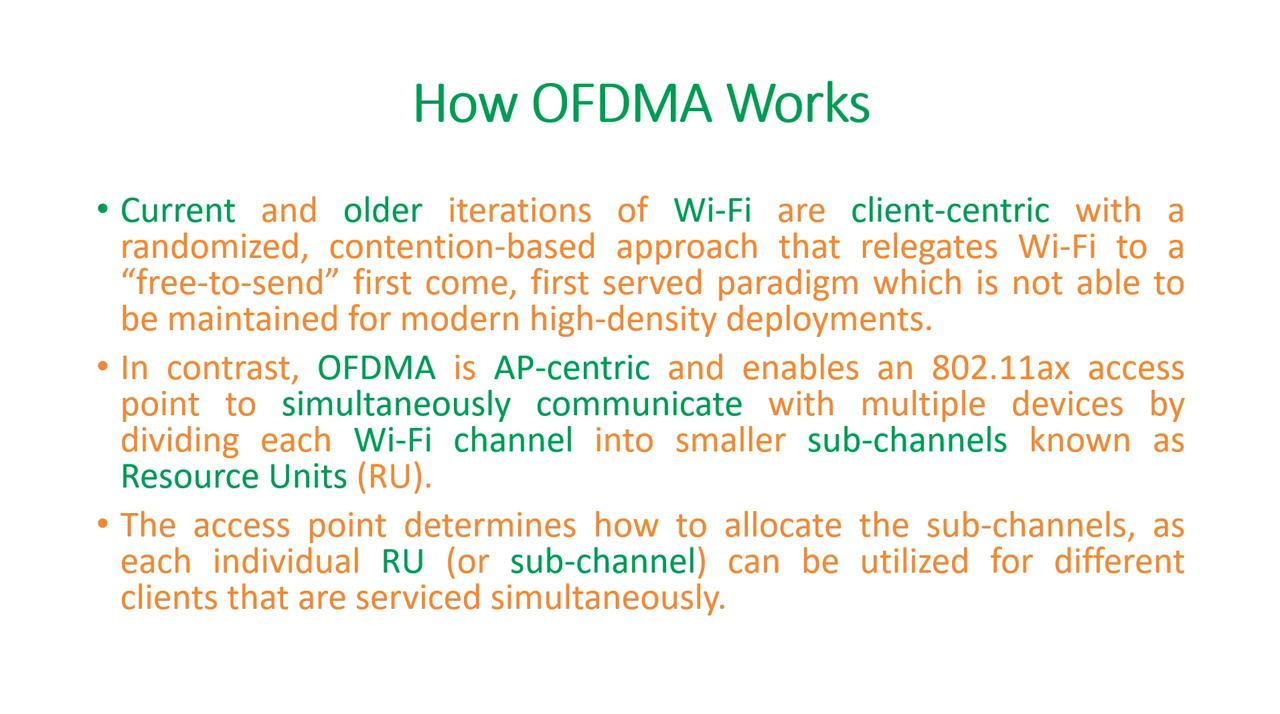 How OFDMA Works
• Current and older iterations of Wi-Fi are client-centric with a
randomized, contention-based approach that relegates Wi-Fi to a
“free-to-send” first come, first served paradigm which is not able to
be maintained for modern high-density deployments.
• In contrast, OFDMA is AP-centric and enables an 802.11ax access
point to simultaneously communicate with multiple devices by
dividing each Wi-Fi channel into smaller sub-channels known as
Resource Units (RU).
• The access point determines how to allocate the sub-channels, as
each individual RU (or sub-channel) can be utilized for different
clients that are serviced simultaneously.